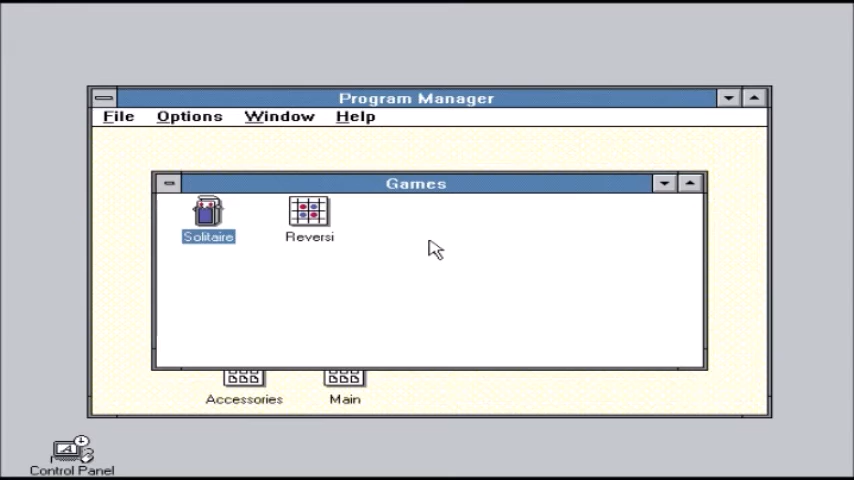 Program Manager
File Options Window Help
Games
Solitaire Reversi
Accessories Main
Control Panel